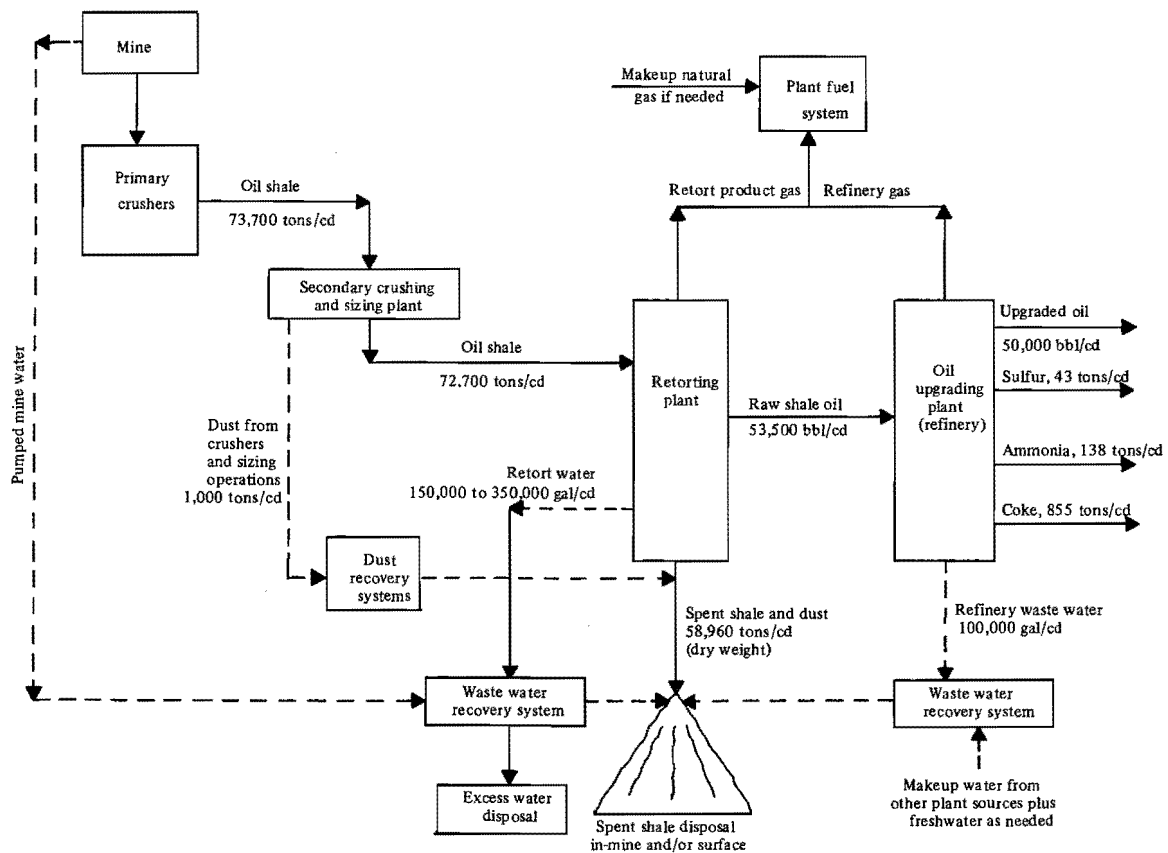 Mine
Makeup natural
gas if needed
Plant fuel
system
Primary
crushers
Oil shale
73,700 tons/cd
Retort product gas
Refinery gas
Secondary crushing
and sizing plant
Oil shale
72,700 tons/cd
Retorting
plant
Raw shale oil
53,500 bbl/cd
Oil
upgrading
plant
(refinery)
Upgraded oil
50,000 bbl/cd
Sulfur, 43 tons/cd
Ammonia, 138 tons/cd
Coke, 855 tons/cd
Pumped mine water
Dust from
crushers
and sizing
operations
1,000 tons/cd
Retort water
150,000 to 350,000 gal/cd
Dust
recovery
systems
Spent shale and dust
58,960 tons/cd
(dry weight)
Refinery waste water
100,000 gal/cd
Waste water
recovery system
Waste water
recovery system
Excess water
disposal
Spent shale disposal
in-mine and/or surface
Makeup water from
other plant sources plus
freshwater as needed